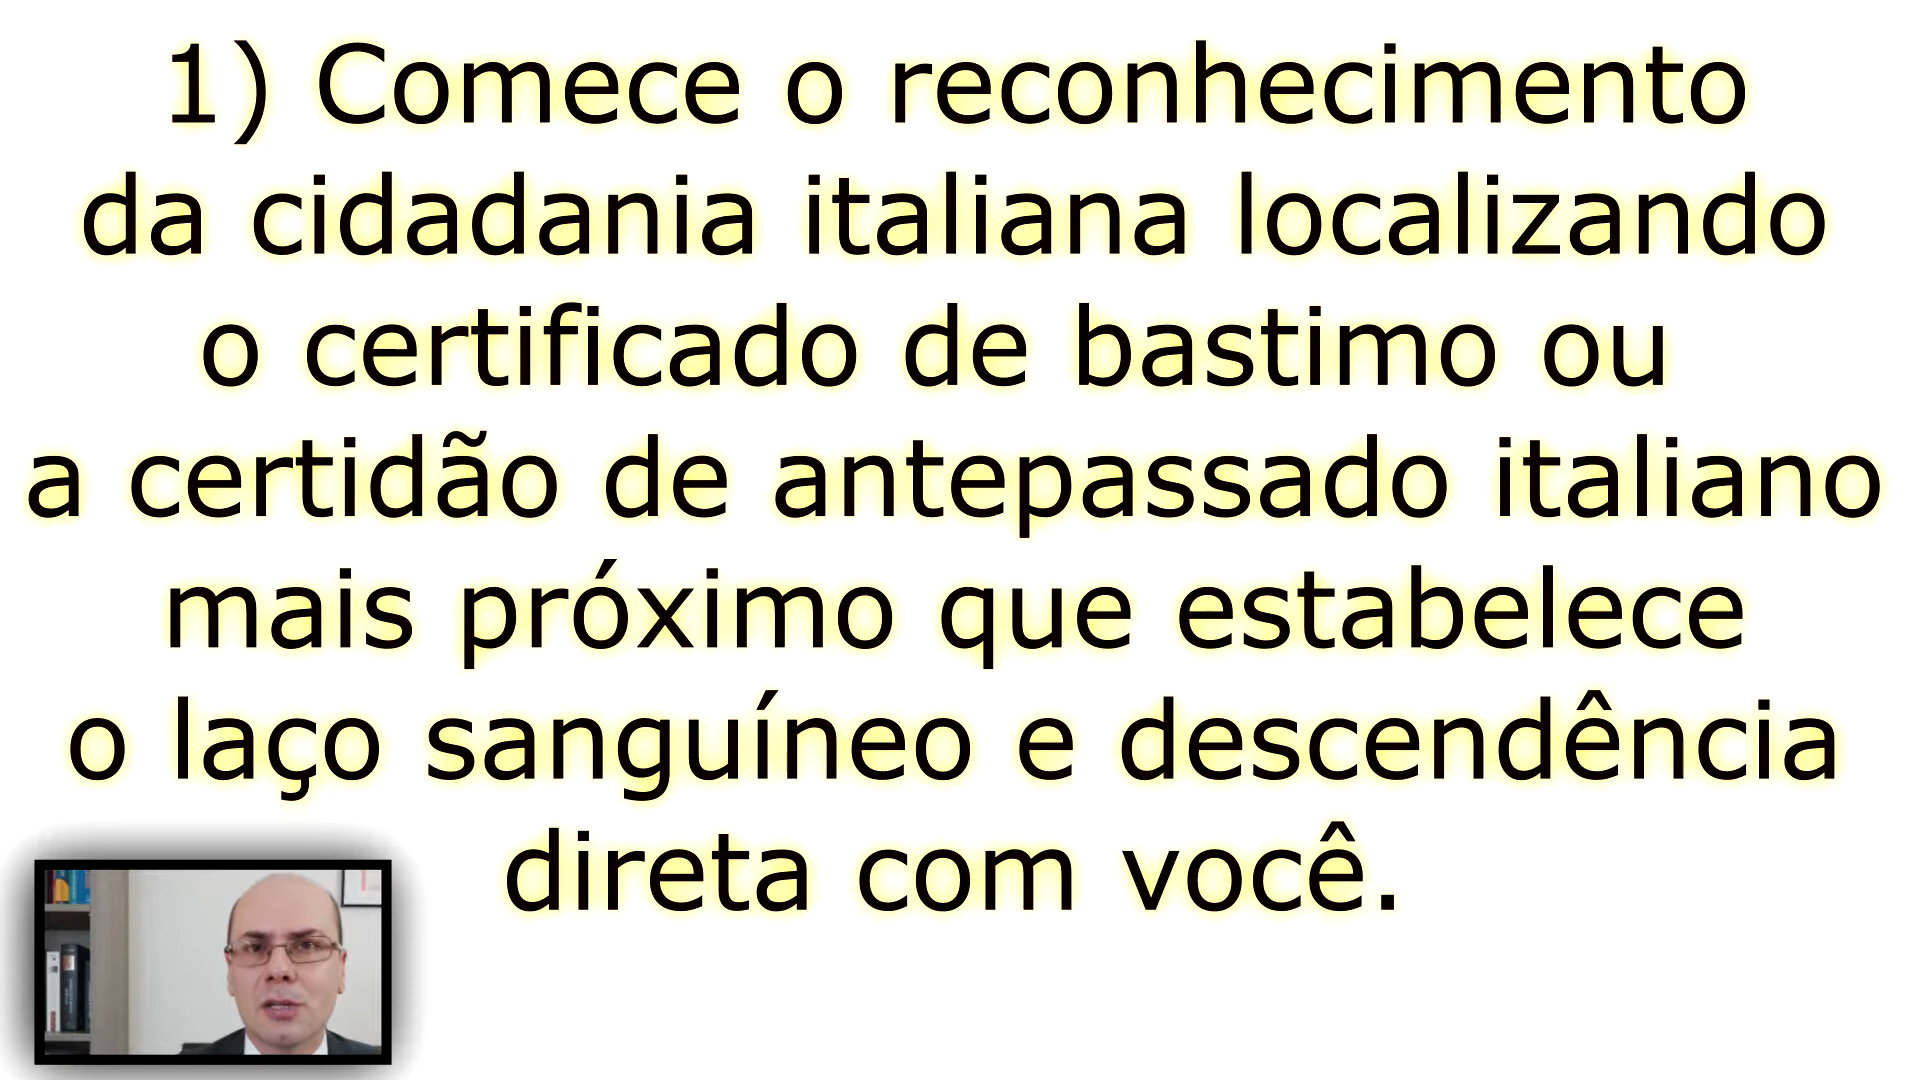 1) Comece o reconhecimento
da cidadania italiana localizando
o certificado de bastimo ou
a certidão de antepassado italiano
mais próximo que estabelece
o laço sanguíneo e descendência
direta com você.